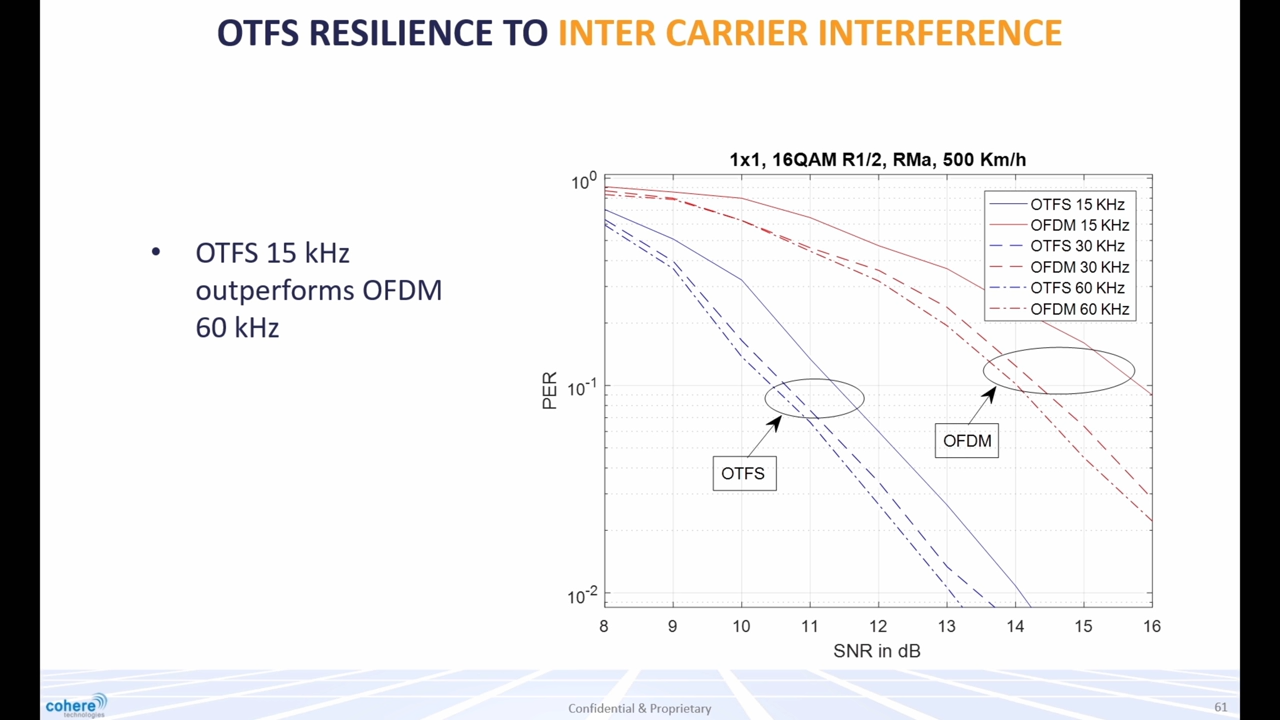 OTFS RESILIENCE TO INTER CARRIER INTERFERENCE
• OTFS 15 kHz
outperforms OFDM
60 kHz
1x1, 16QAM R1/2, RMa, 500 Km/h
OTFS 15 KHz
OFDM 15 KHz
OTFS 30 KHz
OFDM 30 KHz
OTFS 60 KHz
OFDM 60 KHz
10^0
10^-1
10^-2
PER
OTFS
OFDM
8 9 10 11 12 13 14 15 16
SNR in dB
cohere
technologies
Confidential & Proprietary
61